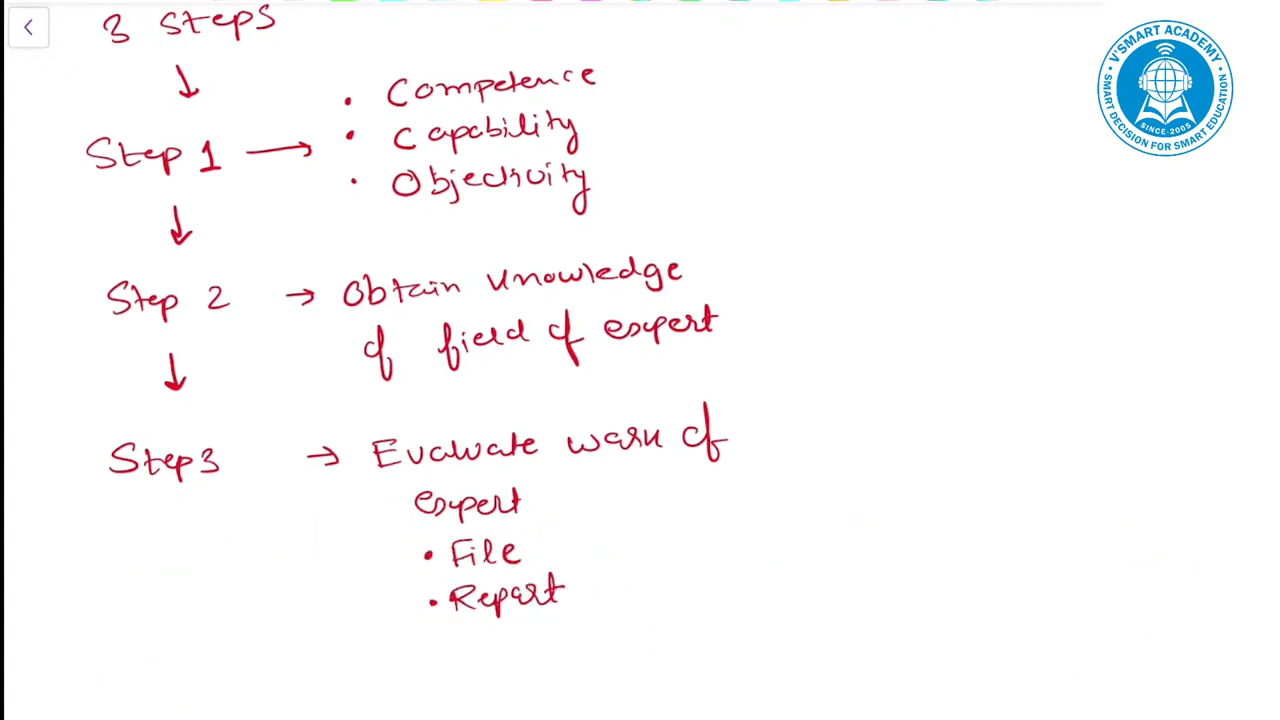 3 Steps
↓
Step 1 → • Competence
• Capability
• Objectivity
↓
Step 2 → Obtain knowledge
of field of expert
↓
Step 3 → Evaluate work of
expert
• File
• Report
V'SMART ACADEMY
SINCE-2005
SMART DECISION FOR SMART EDUCATION